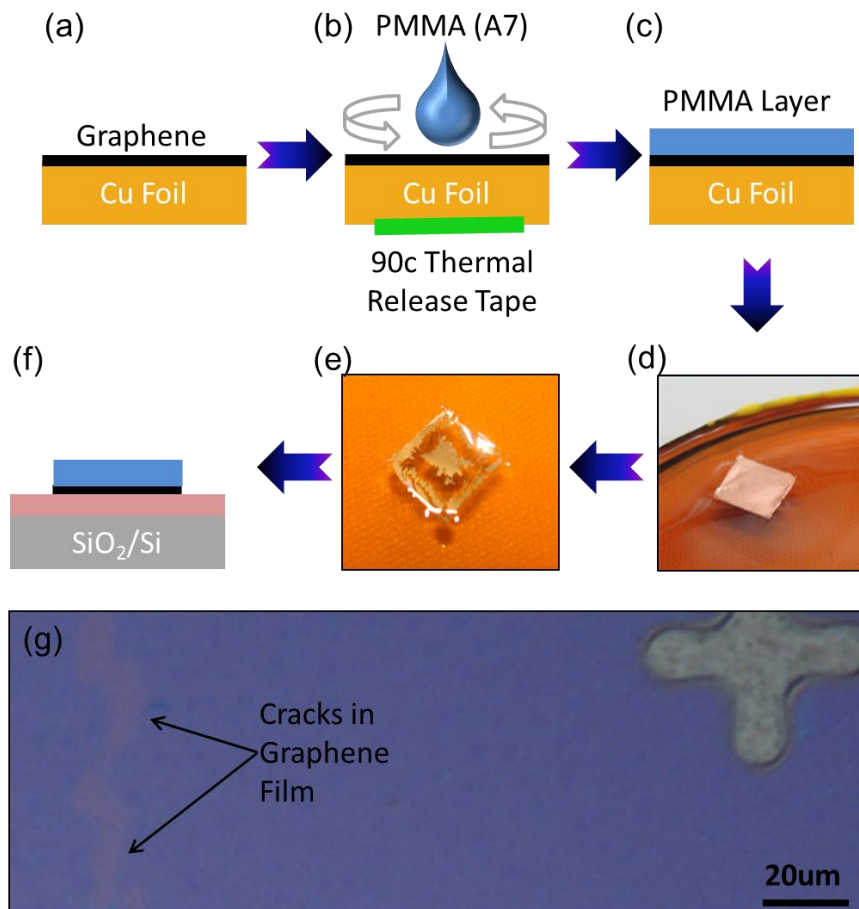 (a)
Graphene
Cu Foil
(b)
PMMA (A7)
Cu Foil
90c Thermal
Release Tape
(c)
PMMA Layer
Cu Foil
(d)
(e)
(f)
SiO₂/Si
(g)
Cracks in
Graphene
Film
20um